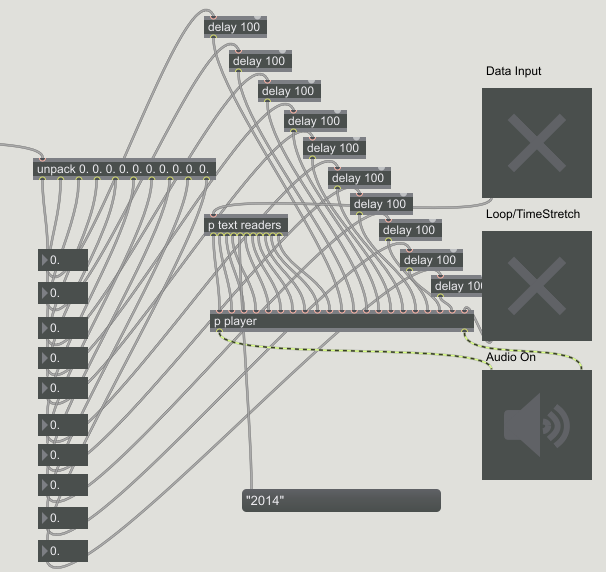 delay 100
delay 100
Data Input
delay 100
delay 100
delay 100
unpack 0. 0. 0. 0. 0. 0. 0. 0. 0. 0.
delay 100
delay 100
Loop/TimeStretch
p text readers
delay 100
0.
delay 100
0.
delay 10
p player
0.
0.
Audio On
0.
0.
0.
0.
"2014"
0.
0.